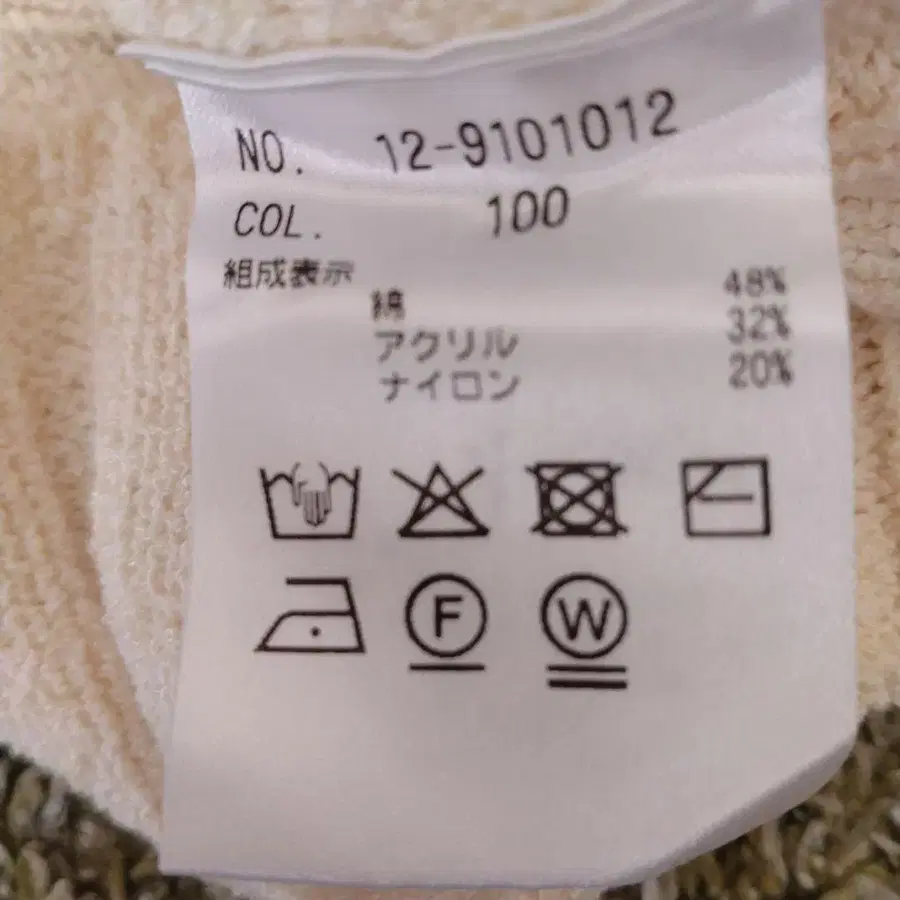 NO. 12-9101012
COL. 100
組成表示
綿 48%
アクリル 32%
ナイロン 20%
F W